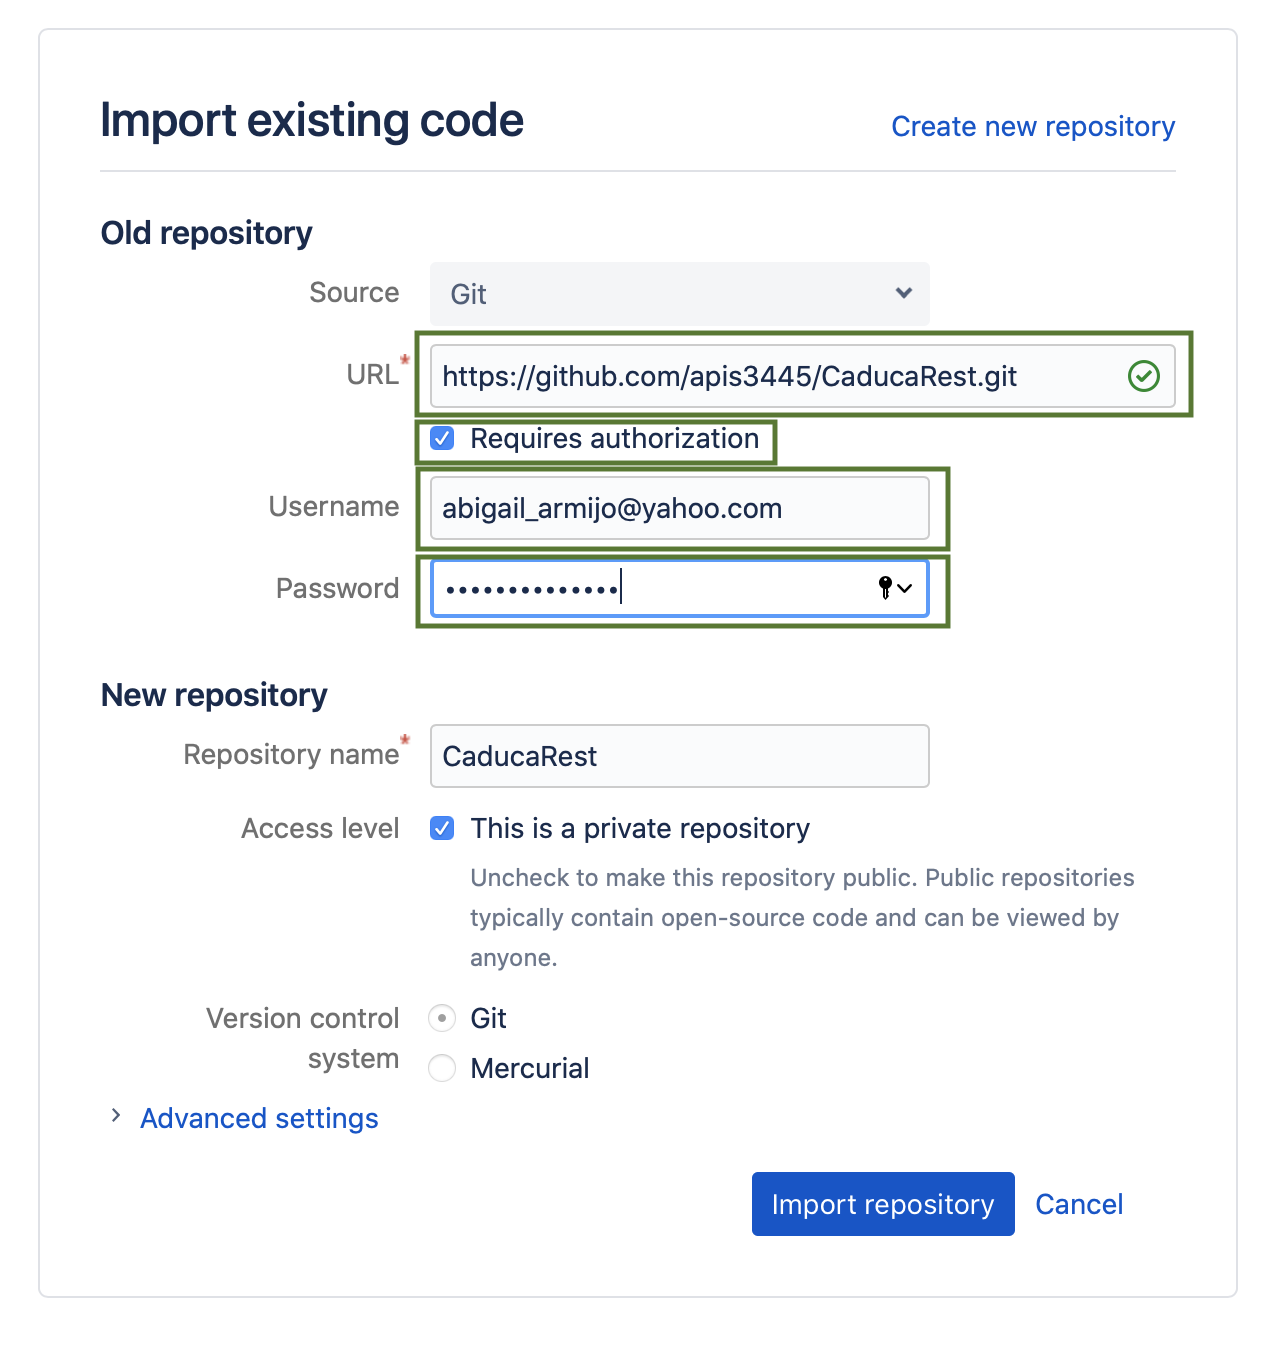 Import existing code
Create new repository
Old repository
Source
Git
URL*
https://github.com/apis3445/CaducaRest.git
Requires authorization
Username
abigail_armijo@yahoo.com
Password
••••••••••••••
New repository
Repository name*
CaducaRest
Access level
This is a private repository
Uncheck to make this repository public. Public repositories
typically contain open-source code and can be viewed by
anyone.
Version control
system
Git
Mercurial
Advanced settings
Import repository
Cancel